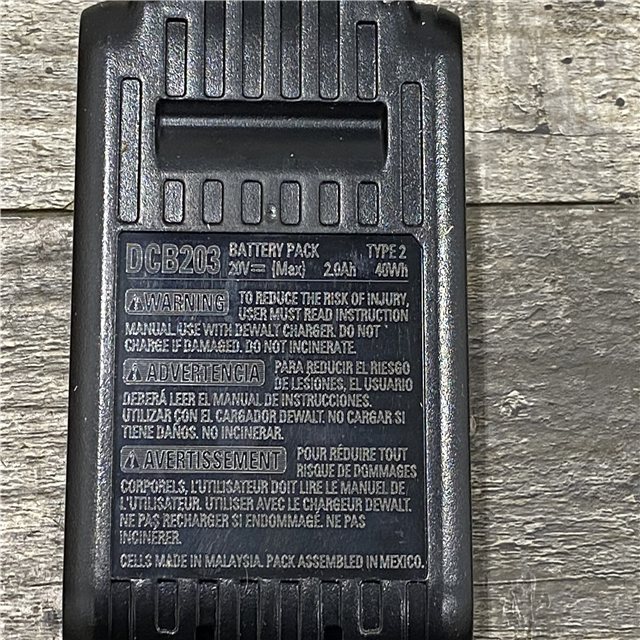 DCB203 BATTERY PACK TYPE 2
20V⎓ (Max) 2.0Ah 40Wh
⚠WARNING TO REDUCE THE RISK OF INJURY,
USER MUST READ INSTRUCTION
MANUAL.USE WITH DEWALT CHARGER. DO NOT
CHARGE IF DAMAGED. DO NOT INCINERATE.
⚠ADVERTENCIA PARA REDUCIR EL RIESGO
DE LESIONES, EL USUARIO
DEBERÁ LEER EL MANUAL DE INSTRUCCIONES.
UTILIZAR CON EL CARGADOR DEWALT. NO CARGAR SI
TIENE DAÑOS. NO INCINERAR.
⚠AVERTISSEMENT POUR RÉDUIRE TOUT
RISQUE DE DOMMAGES
CORPORELS, L'UTILISATEUR DOIT LIRE LE MANUEL DE
L'UTILISATEUR. UTILISER AVEC LE CHARGEUR DEWALT.
NE PAS RECHARGER SI ENDOMMAGÉ. NE PAS
INCINÉRER.
CELLS MADE IN MALAYSIA. PACK ASSEMBLED IN MEXICO.